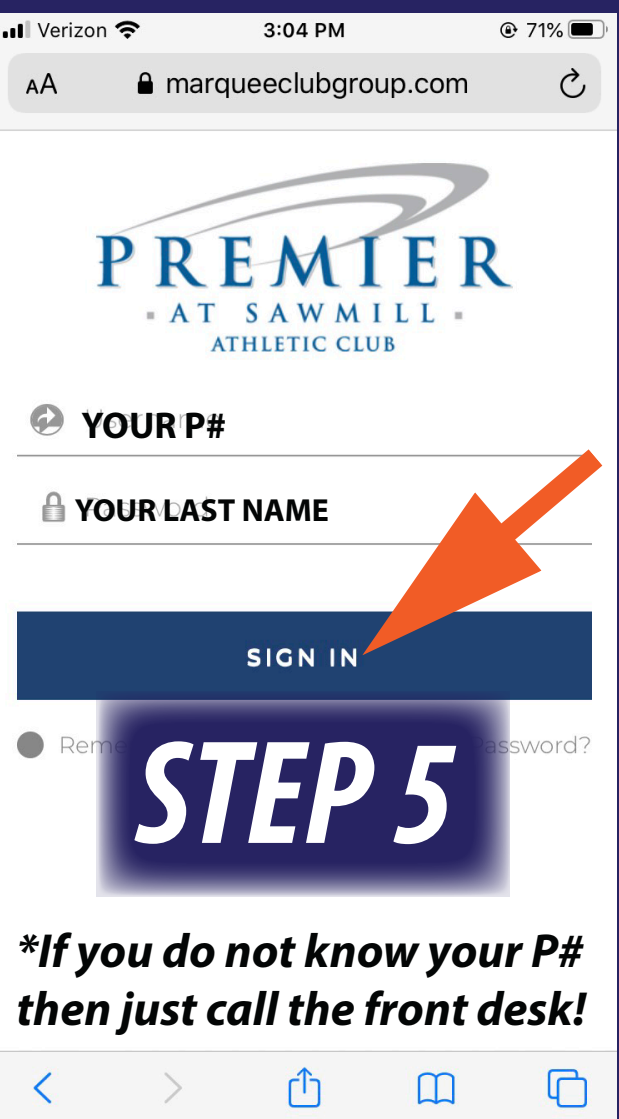 Verizon 3:04 PM 71%
AA marqueeclubgroup.com
PREMIER
- AT SAWMILL -
ATHLETIC CLUB
YOUR P#
YOUR LAST NAME
SIGN IN
Password?
STEP 5
*If you do not know your P#
then just call the front desk!